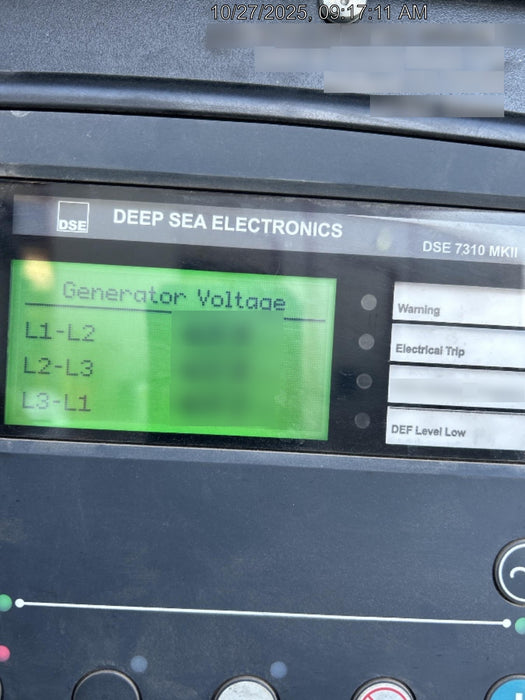 10/27/2025, 09:17:11 AM
DSE
DEEP SEA ELECTRONICS
DSE 7310 MKII
Generator Voltage
L1-L2
L2-L3
L3-L1
Warning
Electrical Trip
DEF Level Low